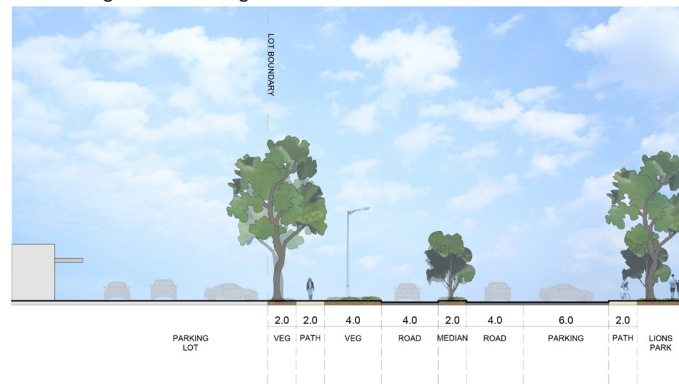 LOT BOUNDARY
2.0 2.0 4.0 4.0 2.0 4.0 6.0 2.0
PARKING LOT VEG PATH VEG ROAD MEDIAN ROAD PARKING PATH LIONS PARK